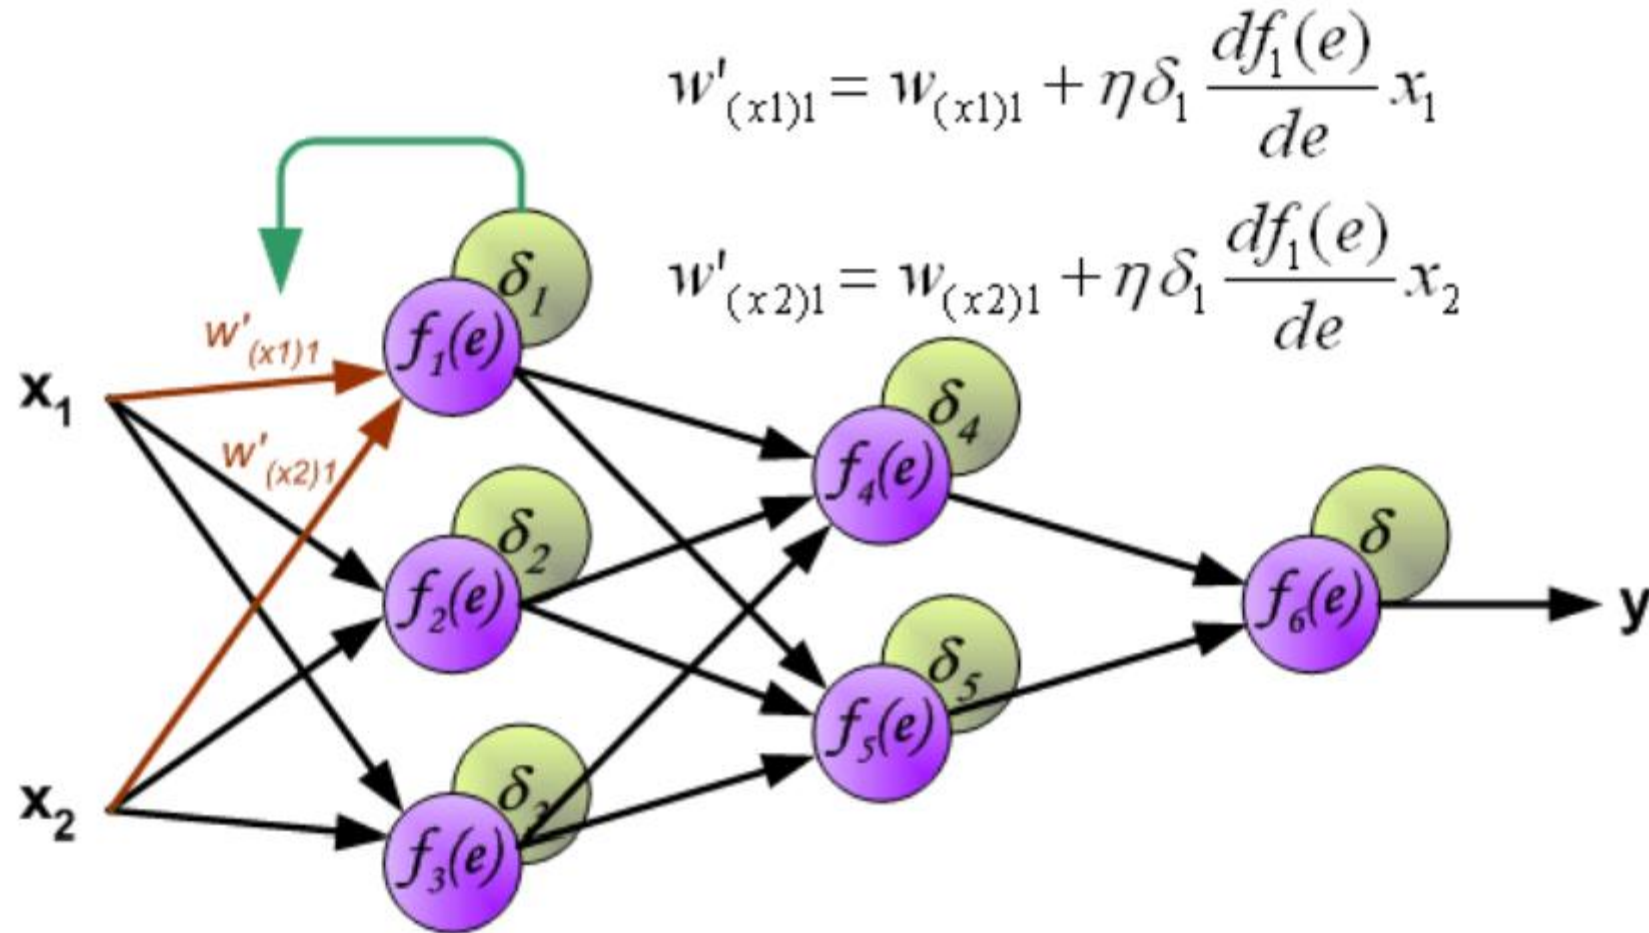 w'(x1)1 = w(x1)1 + ηδ1 df1(e)/de x1
w'(x2)1 = w(x2)1 + ηδ1 df1(e)/de x2
δ1
f1(e)
w'(x1)1
x1
w'(x2)1
δ4
f4(e)
δ2
f2(e)
δ
f6(e)
y
δ5
f5(e)
x2
δ3
f3(e)